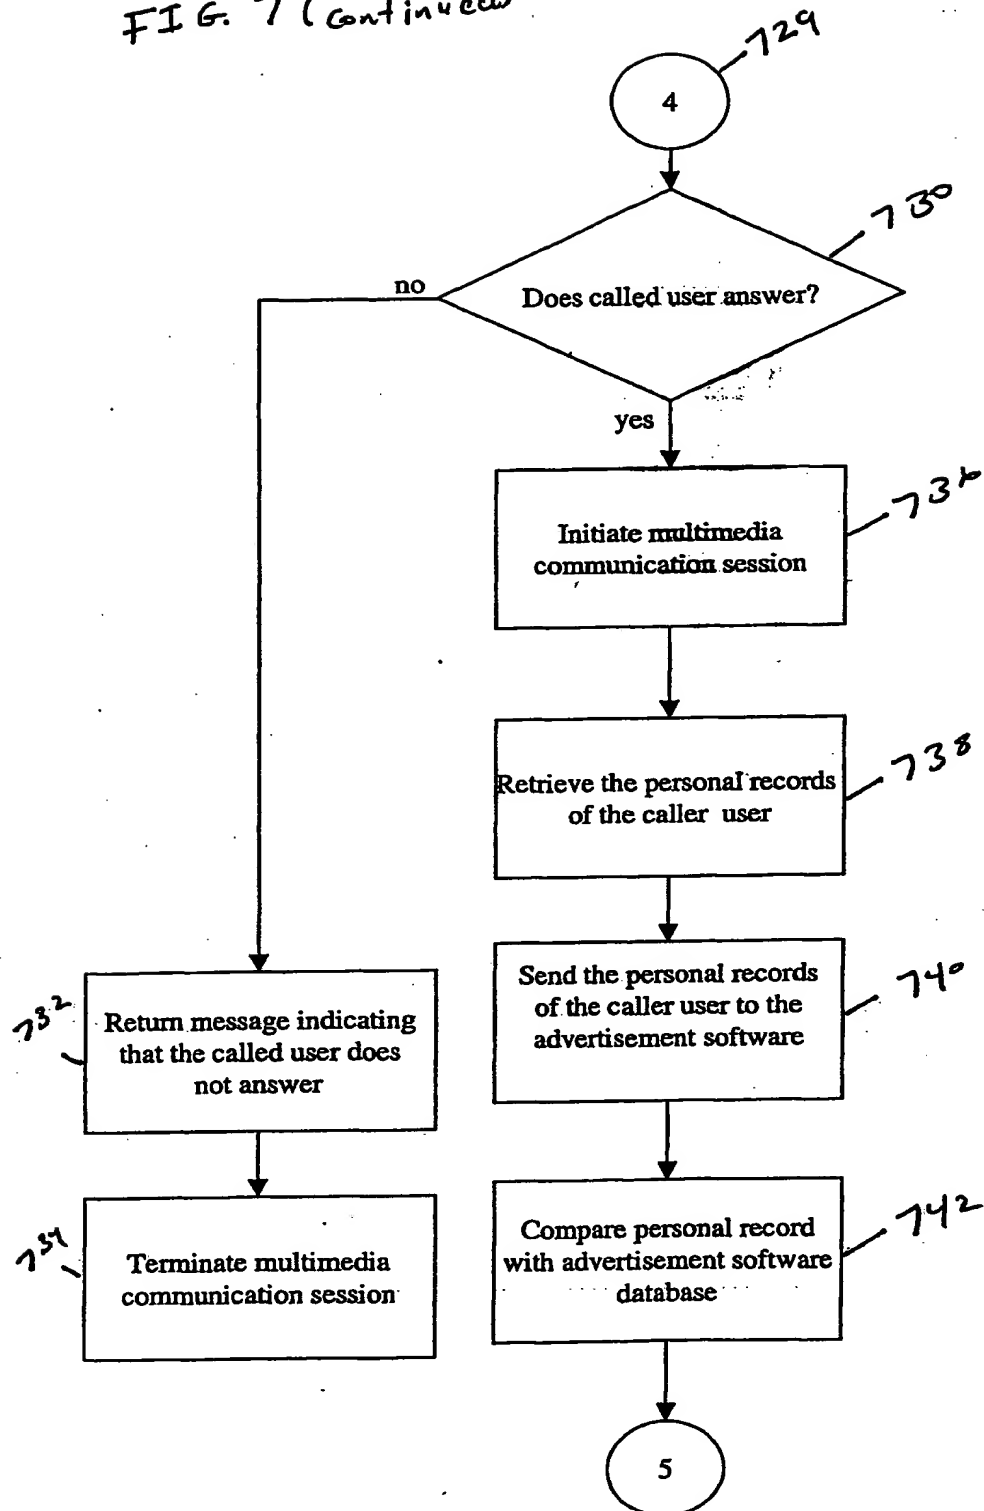 FIG. 7 (continued
729
4
730
no
Does called user answer?
yes
736
Initiate multimedia
communication session
738
Retrieve the personal records
of the caller user
740
Send the personal records
of the caller user to the
advertisement software
732
Return message indicating
that the called user does
not answer
742
Compare personal record
with advertisement software
database
734
Terminate multimedia
communication session
5